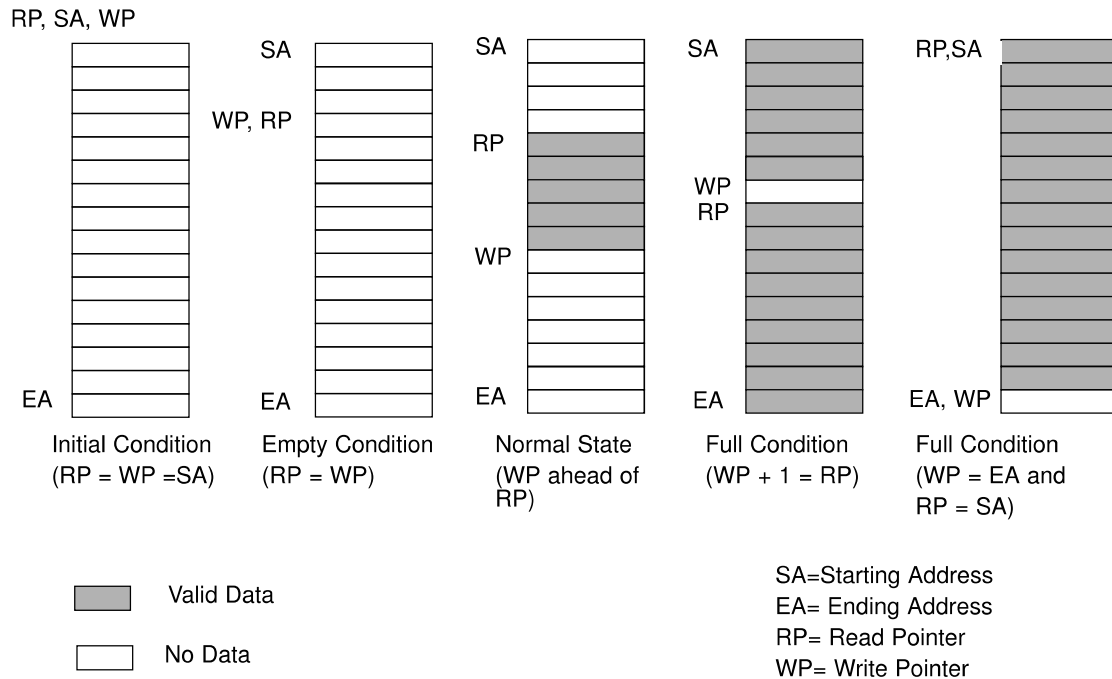 RP, SA, WP
SA
SA
SA
RP,SA
WP, RP
RP
WP
RP
WP
EA
EA
EA
EA
EA, WP
Initial Condition
(RP = WP =SA)
Empty Condition
(RP = WP)
Normal State
(WP ahead of
RP)
Full Condition
(WP + 1 = RP)
Full Condition
(WP = EA and
RP = SA)
Valid Data
No Data
SA=Starting Address
EA= Ending Address
RP= Read Pointer
WP= Write Pointer